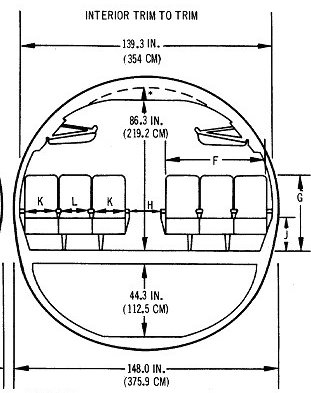 INTERIOR TRIM TO TRIM
139.3 IN.
(354 CM)
*
86.3 IN.
(219.2 CM)
F
G
K L K H
J
44.3 IN.
(112.5 CM)
148.0 IN.
(375.9 CM)